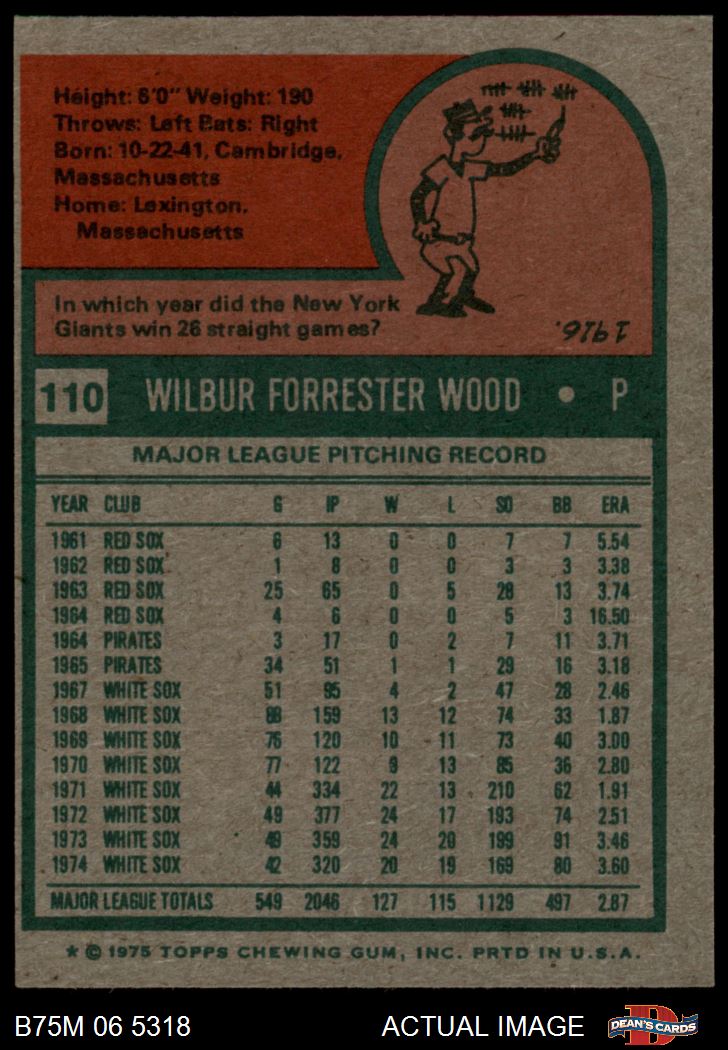 Height: 6'0" Weight: 190
Throws: Left Bats: Right
Born: 10-22-41, Cambridge,
Massachusetts
Home: Lexington,
Massachusetts
In which year did the New York
Giants win 26 straight games?
1916.
110 WILBUR FORRESTER WOOD • P
MAJOR LEAGUE PITCHING RECORD
YEAR CLUB G IP W L SO BB ERA
1961 RED SOX 6 13 0 0 7 7 5.54
1962 RED SOX 1 8 0 0 3 3 3.38
1963 RED SOX 25 65 0 5 28 13 3.74
1964 RED SOX 4 6 0 0 5 3 16.50
1964 PIRATES 3 17 0 2 7 11 3.71
1965 PIRATES 34 51 1 1 29 16 3.18
1967 WHITE SOX 51 95 4 2 47 28 2.46
1968 WHITE SOX 88 159 13 12 74 33 1.87
1969 WHITE SOX 76 120 10 11 73 40 3.00
1970 WHITE SOX 77 122 9 13 85 36 2.80
1971 WHITE SOX 44 334 22 13 210 62 1.91
1972 WHITE SOX 49 377 24 17 193 74 2.51
1973 WHITE SOX 49 359 24 20 199 91 3.46
1974 WHITE SOX 42 320 20 19 169 80 3.60
MAJOR LEAGUE TOTALS 549 2046 127 115 1129 497 2.87
* © 1975 TOPPS CHEWING GUM, INC. PRTD IN U.S.A.
B75M 06 5318 ACTUAL IMAGE D DEAN'S CARDS